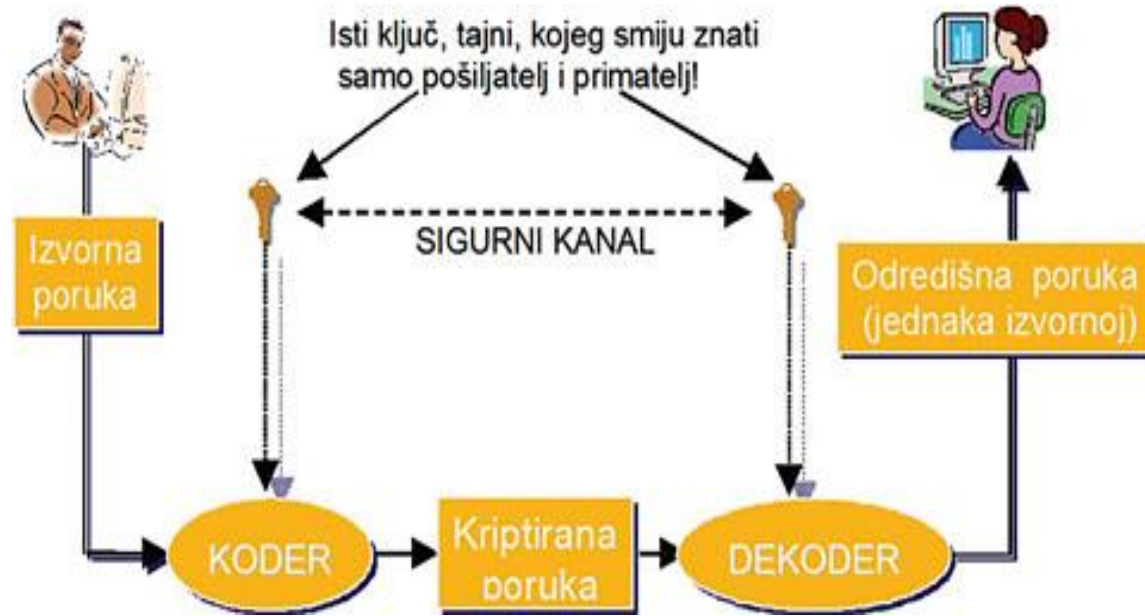 Isti ključ, tajni, kojeg smiju znati
samo pošiljatelj i primatelj!
SIGURNI KANAL
Izvorna
poruka
Odredišna poruka
(jednaka izvornoj)
KODER
Kriptirana
poruka
DEKODER